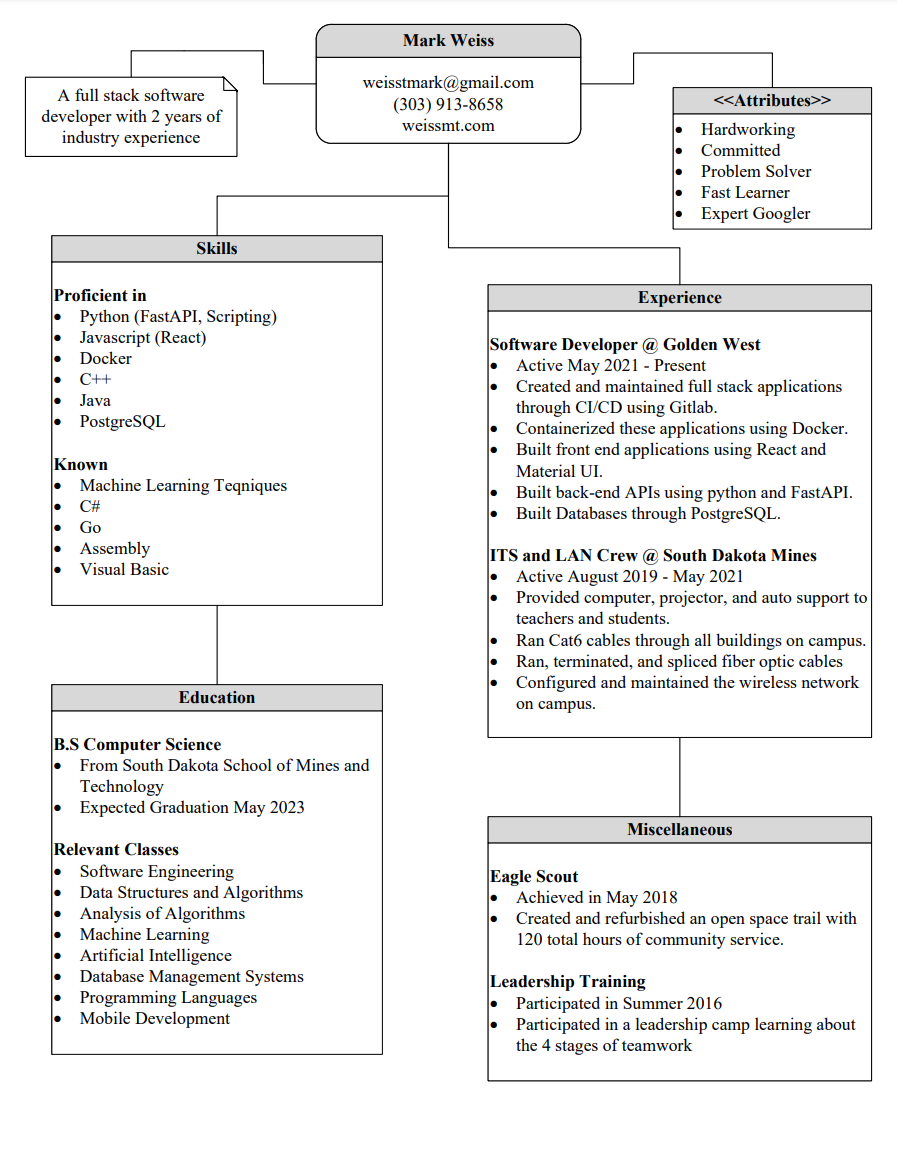 Mark Weiss
weisstmark@gmail.com
(303) 913-8658
weissmt.com
A full stack software
developer with 2 years of
industry experience
<<Attributes>>
• Hardworking
• Committed
• Problem Solver
• Fast Learner
• Expert Googler
Skills
Proficient in
• Python (FastAPI, Scripting)
• Javascript (React)
• Docker
• C++
• Java
• PostgreSQL
Known
• Machine Learning Teqniques
• C#
• Go
• Assembly
• Visual Basic
Education
B.S Computer Science
• From South Dakota School of Mines and
Technology
• Expected Graduation May 2023
Relevant Classes
• Software Engineering
• Data Structures and Algorithms
• Analysis of Algorithms
• Machine Learning
• Artificial Intelligence
• Database Management Systems
• Programming Languages
• Mobile Development
Experience
Software Developer @ Golden West
• Active May 2021 - Present
• Created and maintained full stack applications
through CI/CD using Gitlab.
• Containerized these applications using Docker.
• Built front end applications using React and
Material UI.
• Built back-end APIs using python and FastAPI.
• Built Databases through PostgreSQL.
ITS and LAN Crew @ South Dakota Mines
• Active August 2019 - May 2021
• Provided computer, projector, and auto support to
teachers and students.
• Ran Cat6 cables through all buildings on campus.
• Ran, terminated, and spliced fiber optic cables
• Configured and maintained the wireless network
on campus.
Miscellaneous
Eagle Scout
• Achieved in May 2018
• Created and refurbished an open space trail with
120 total hours of community service.
Leadership Training
• Participated in Summer 2016
• Participated in a leadership camp learning about
the 4 stages of teamwork